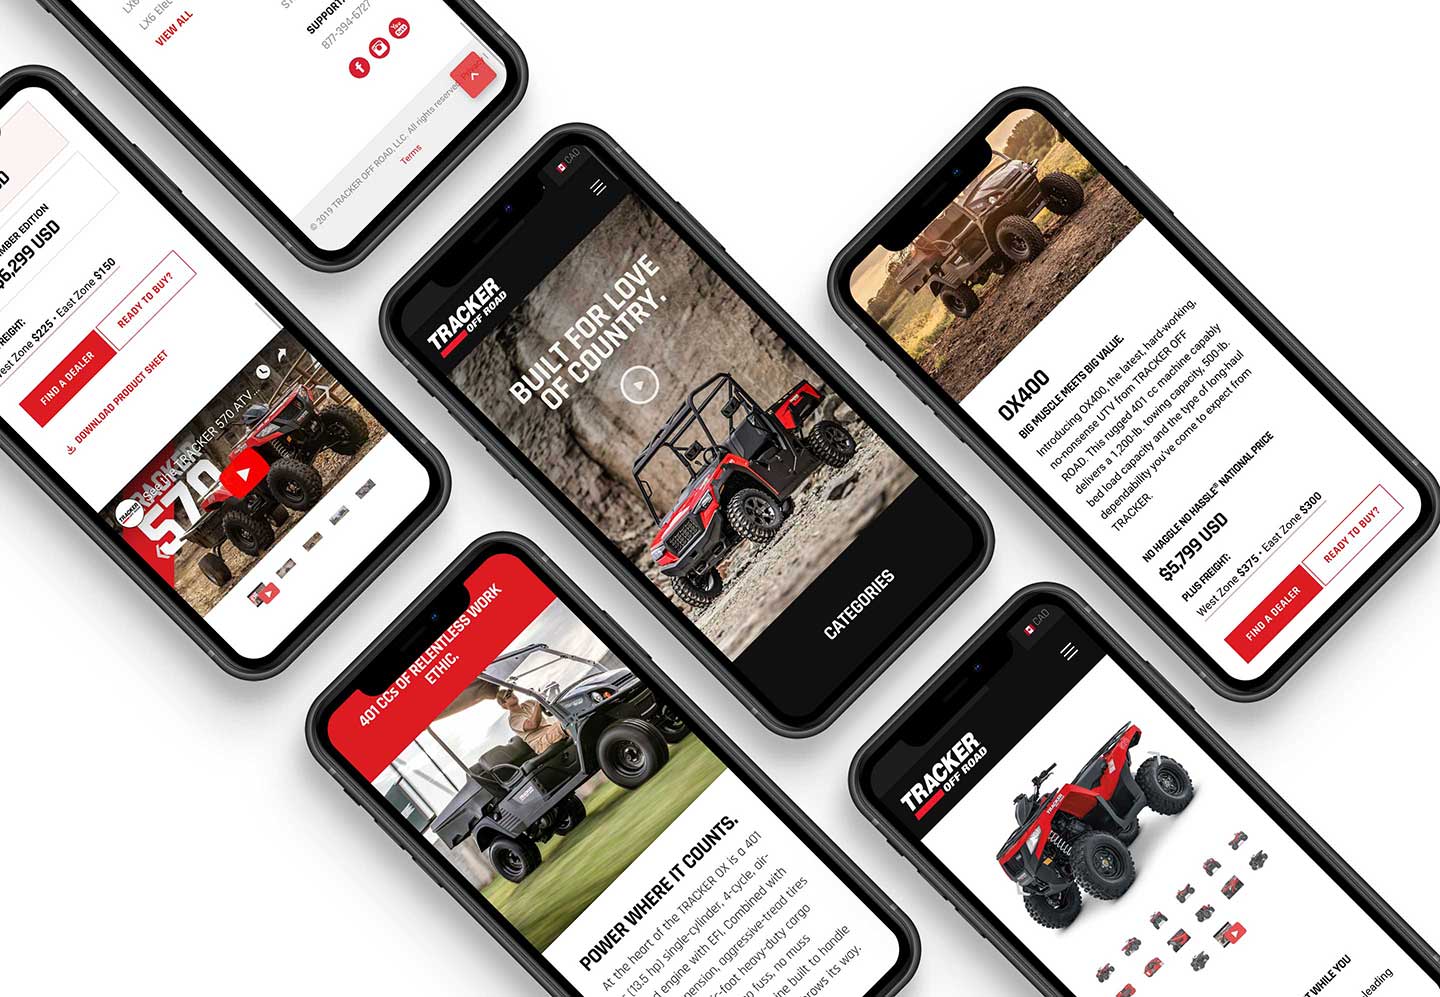 LX6 Elec
VIEW ALL
SUPPORT
877-394-6727
© 2019 TRACKER OFF ROAD, LLC. All rights reserved.
Terms
MBER EDITION
$6,299 USD
FREIGHT:
West Zone $225 • East Zone $150
FIND A DEALER
READY TO BUY?
DOWNLOAD PRODUCT SHEET
See the TRACKER 570 ATV...
TRACKER
570
CAD
TRACKER
OFF ROAD
BUILT FOR LOVE
OF COUNTRY.
CATEGORIES
OX400
BIG MUSCLE MEETS BIG VALUE.
Introducing OX400, the latest, hard-working,
no-nonsense UTV from TRACKER OFF
ROAD. This rugged 401 cc machine capably
delivers a 1,200-lb. towing capacity, 500-lb.
bed load capacity and the type of long-haul
dependability you've come to expect from
TRACKER.
NO HAGGLE NO HASSLE® NATIONAL PRICE
$5,799 USD
PLUS FREIGHT:
West Zone $375 • East Zone $300
FIND A DEALER
READY TO BUY?
401 CCs OF RELENTLESS WORK
ETHIC.
POWER WHERE IT COUNTS.
At the heart of the TRACKER OX is a 401
(13.5 hp) single-cylinder, 4-cycle, air-
d engine with EFI. Combined with
pension, aggressive-tread tires
c-foot heavy-duty cargo
o fuss, no muss
ine built to handle
rows its way.
CAD
TRACKER
OFF ROAD
T WHILE YOU
-leading